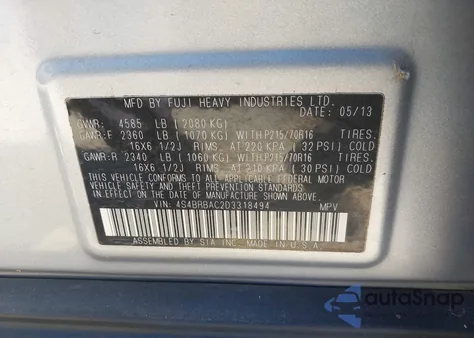 MFD BY FUJI HEAVY INDUSTRIES LTD.
DATE: 05/13
GVWR: 4585 LB ( 2080 KG)
GAWR:F 2360 LB ( 1070 KG) WITH P215/70R16 TIRES.
16X6 1/2J RIMS, AT 220 KPA ( 32 PSI) COLD
GAWR:R 2340 LB ( 1060 KG) WITH P215/70R16 TIRES.
16X6 1/2J RIMS, AT 210 KPA ( 30 PSI) COLD
THIS VEHICLE CONFORMS TO ALL APPLICABLE FEDERAL MOTOR
VEHICLE SAFETY AND THEFT PREVENTION STANDARDS
IN EFFECT ON THE DATE OF MANUFACTURE SHOWN ABOVE.
VIN: 4S4BRBAC2D3318494 MPV
ASSEMBLED BY SIA INC. MADE IN U.S.A.
autoSnap